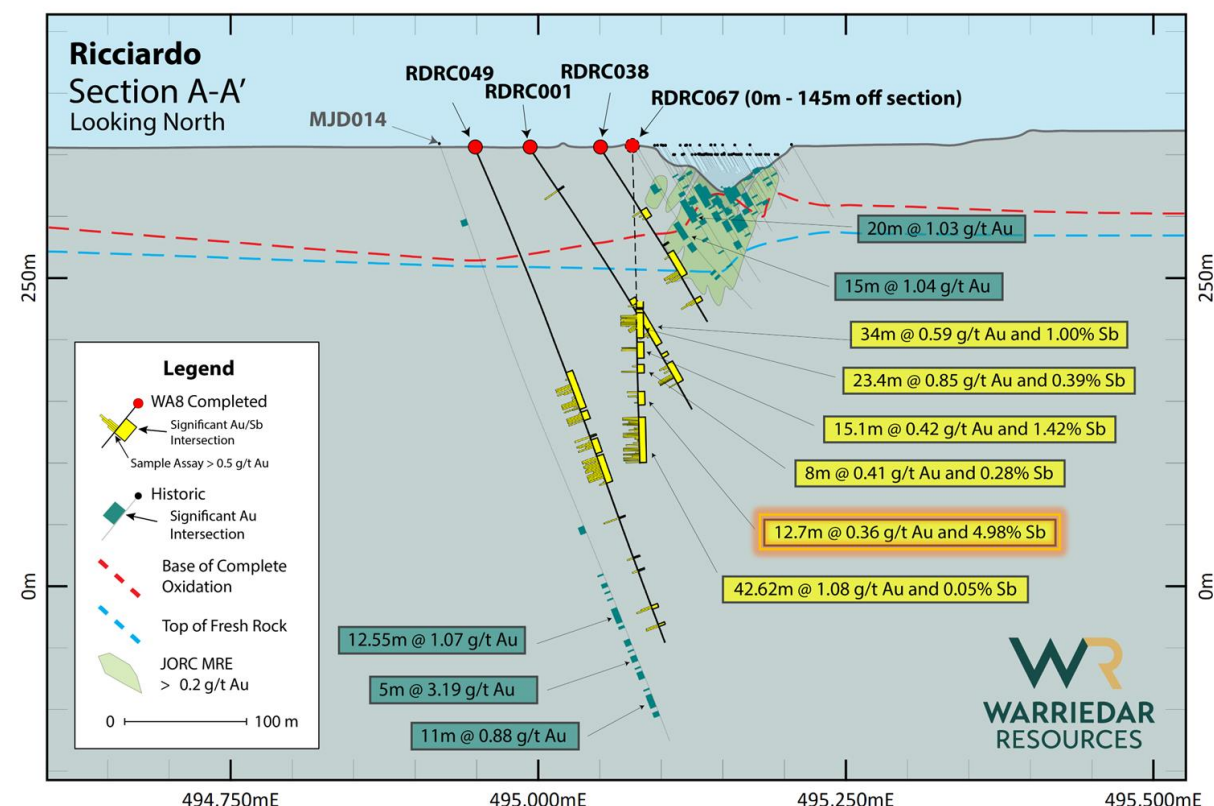 Ricciardo
Section A-A’
Looking North
MJD014
RDRC049
RDRC001
RDRC038
RDRC067 (0m - 145m off section)
250m
250m
0m
0m
20m @ 1.03 g/t Au
15m @ 1.04 g/t Au
34m @ 0.59 g/t Au and 1.00% Sb
23.4m @ 0.85 g/t Au and 0.39% Sb
15.1m @ 0.42 g/t Au and 1.42% Sb
8m @ 0.41 g/t Au and 0.28% Sb
12.7m @ 0.36 g/t Au and 4.98% Sb
42.62m @ 1.08 g/t Au and 0.05% Sb
12.55m @ 1.07 g/t Au
5m @ 3.19 g/t Au
11m @ 0.88 g/t Au
Legend
WA8 Completed
Significant Au/Sb
Intersection
Sample Assay > 0.5 g/t Au
Historic
Significant Au
Intersection
Base of Complete
Oxidation
Top of Fresh Rock
JORC MRE
> 0.2 g/t Au
0 100 m
WR
WARRIEDAR
RESOURCES
494,750mE
495,000mE
495,250mE
495,500mE